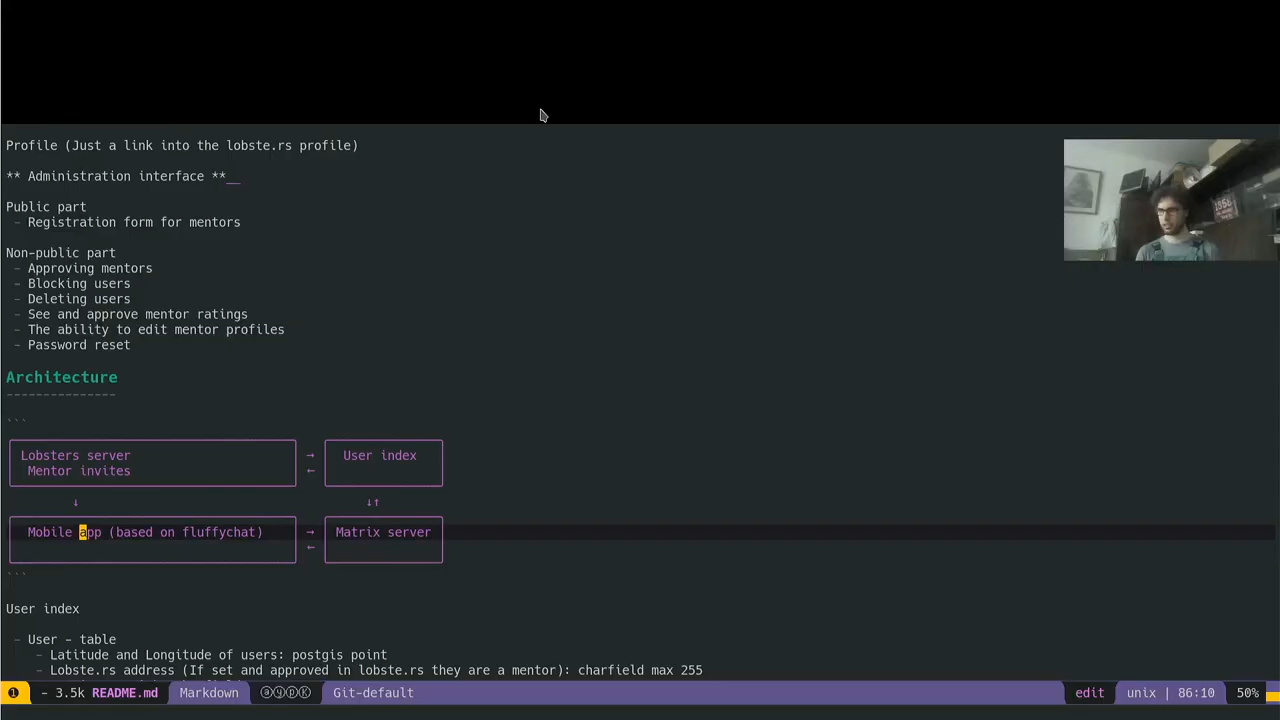 Profile (Just a link into the lobste.rs profile)
** Administration interface **__
Public part
- Registration form for mentors
Non-public part
- Approving mentors
- Blocking users
- Deleting users
- See and approve mentor ratings
- The ability to edit mentor profiles
- Password reset
Architecture
---------------
```
Lobsters server → User index
Mentor invites ←
↓ ↓↑
Mobile app (based on fluffychat) → Matrix server
←
```
User index
- User - table
- Latitude and Longitude of users: postgis point
- Lobste.rs address (If set and approved in lobste.rs they are a mentor): charfield max 255
❶ - 3.5k README.md Markdown ⓐⓨⓟⓀ Git-default edit unix | 86:10 50%